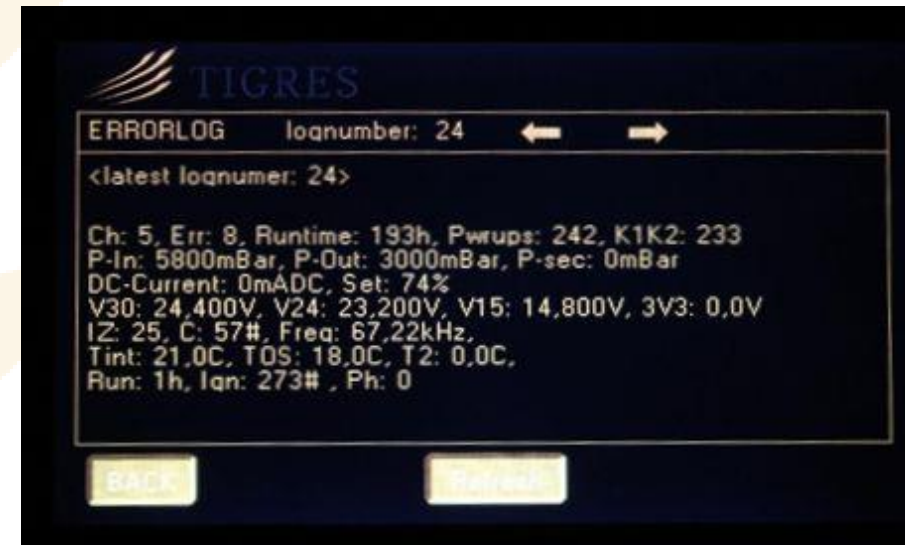 TIGRES
ERRORLOG lognumber: 24
<latest lognumer: 24>
Ch: 5, Err: 8, Runtime: 193h, Pwrups: 242, K1K2: 233
P-In: 5800mBar, P-Out: 3000mBar, P-sec: 0mBar
DC-Current: 0mADC, Set: 74%
V30: 24,400V, V24: 23,200V, V15: 14,800V, 3V3: 0,0V
IZ: 25, C: 57#, Freq: 67,22kHz,
Tint: 21,0C, TOS: 18,0C, T2: 0,0C,
Run: 1h, Ign: 273# , Ph: 0
BACK Refresh